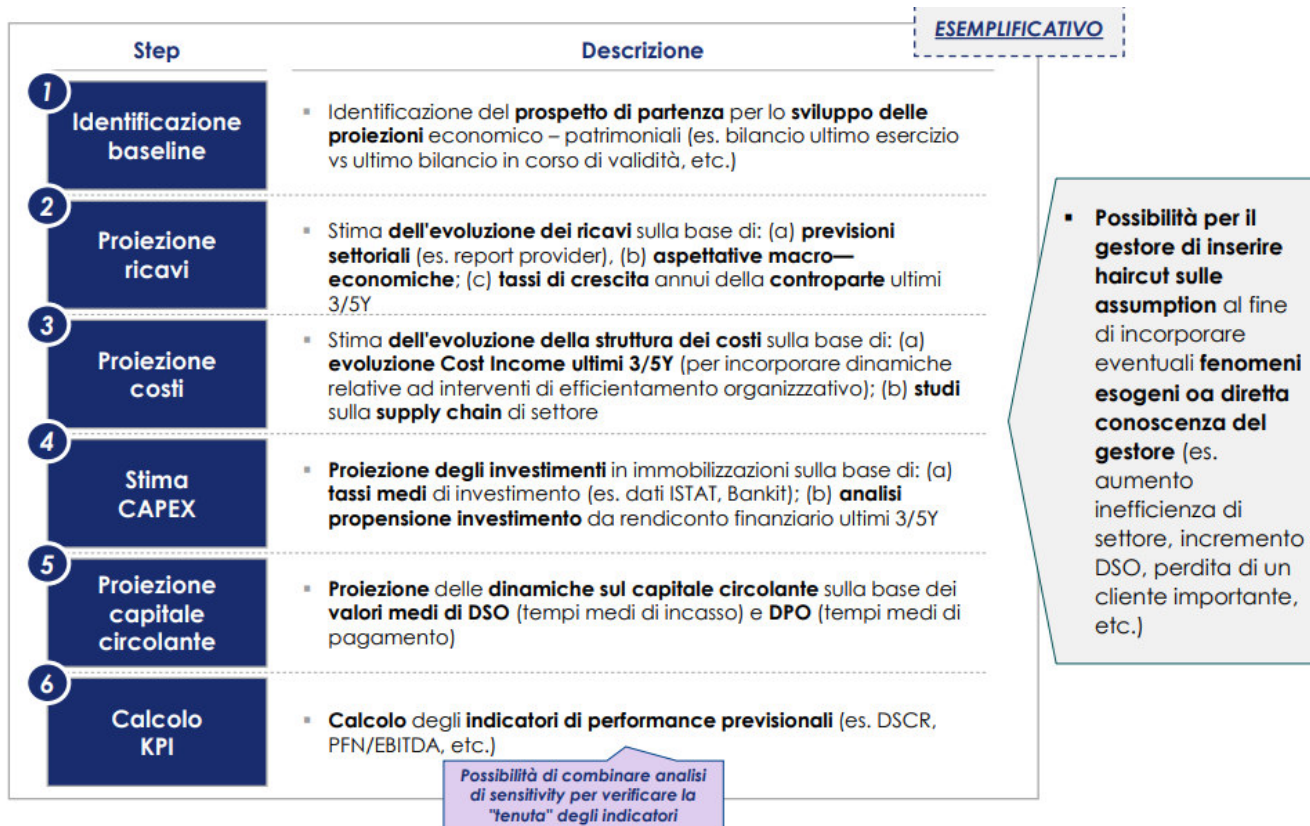 ESEMPLIFICATIVO
Step
Descrizione
1
Identificazione
baseline
▪ Identificazione del prospetto di partenza per lo sviluppo delle
proiezioni economico – patrimoniali (es. bilancio ultimo esercizio
vs ultimo bilancio in corso di validità, etc.)
2
Proiezione
ricavi
▪ Stima dell'evoluzione dei ricavi sulla base di: (a) previsioni
settoriali (es. report provider), (b) aspettative macro—
economiche; (c) tassi di crescita annui della controparte ultimi
3/5Y
3
Proiezione
costi
▪ Stima dell'evoluzione della struttura dei costi sulla base di: (a)
evoluzione Cost Income ultimi 3/5Y (per incorporare dinamiche
relative ad interventi di efficientamento organizzzativo); (b) studi
sulla supply chain di settore
4
Stima
CAPEX
▪ Proiezione degli investimenti in immobilizzazioni sulla base di: (a)
tassi medi di investimento (es. dati ISTAT, Bankit); (b) analisi
propensione investimento da rendiconto finanziario ultimi 3/5Y
5
Proiezione
capitale
circolante
▪ Proiezione delle dinamiche sul capitale circolante sulla base dei
valori medi di DSO (tempi medi di incasso) e DPO (tempi medi di
pagamento)
6
Calcolo
KPI
▪ Calcolo degli indicatori di performance previsionali (es. DSCR,
PFN/EBITDA, etc.)
Possibilità di combinare analisi
di sensitivity per verificare la
"tenuta" degli indicatori
▪ Possibilità per il
gestore di inserire
haircut sulle
assumption al fine
di incorporare
eventuali fenomeni
esogeni oa diretta
conoscenza del
gestore (es.
aumento
inefficienza di
settore, incremento
DSO, perdita di un
cliente importante,
etc.)